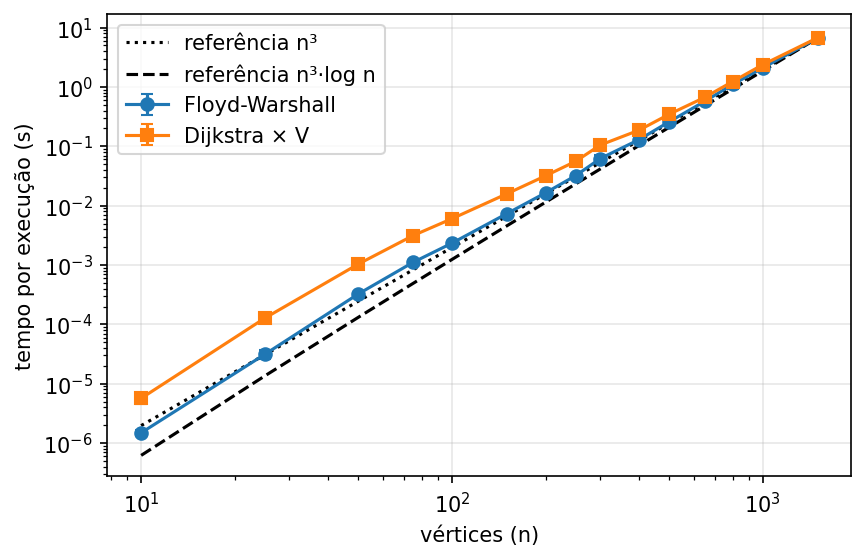 referência n³
referência n³·log n
Floyd-Warshall
Dijkstra × V
tempo por execução (s)
10¹
10⁰
10⁻¹
10⁻²
10⁻³
10⁻⁴
10⁻⁵
10⁻⁶
10¹ 10² 10³
vértices (n)